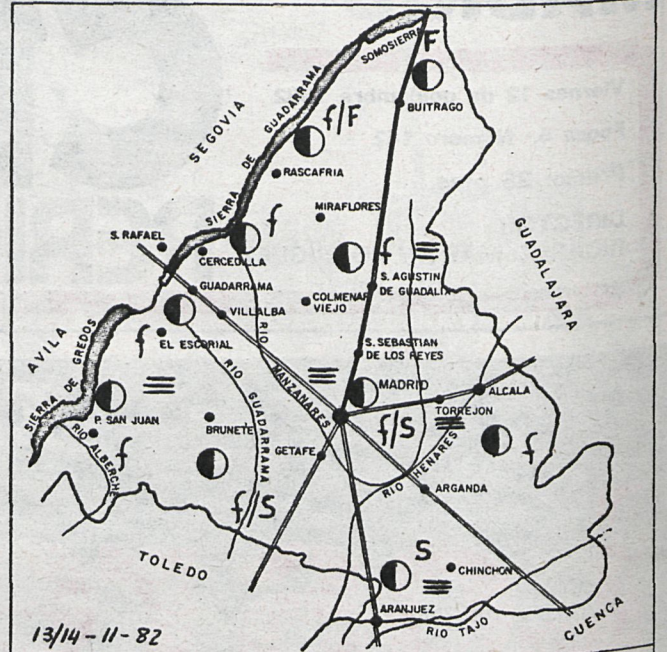 SOMOSIERRA
F
BUITRAGO
SEGOVIA
SIERRA DE GUADARRAMA
f/F
RASCAFRIA
MIRAFLORES
S. RAFAEL
f
CERCEDILLA
f
GUADALAJARA
GUADARRAMA
S. AGUSTIN
DE GUADALIX
COLMENAR
VIEJO
VILLALBA
AVILA
SIERRA DE GREDOS
f
EL ESCORIAL
RIO MANZANARES
RIO GUADARRAMA
S. SEBASTIAN
DE LOS REYES
MADRID
ALCALA
TORREJON
P. SAN JUAN
BRUNETE
f/S
f
RIO ALBERCHE
f
GETAFE
RIO HENARES
ARGANDA
f/S
TOLEDO
S
CHINCHON
ARANJUEZ
RIO TAJO
CUENCA
13/14-11-82